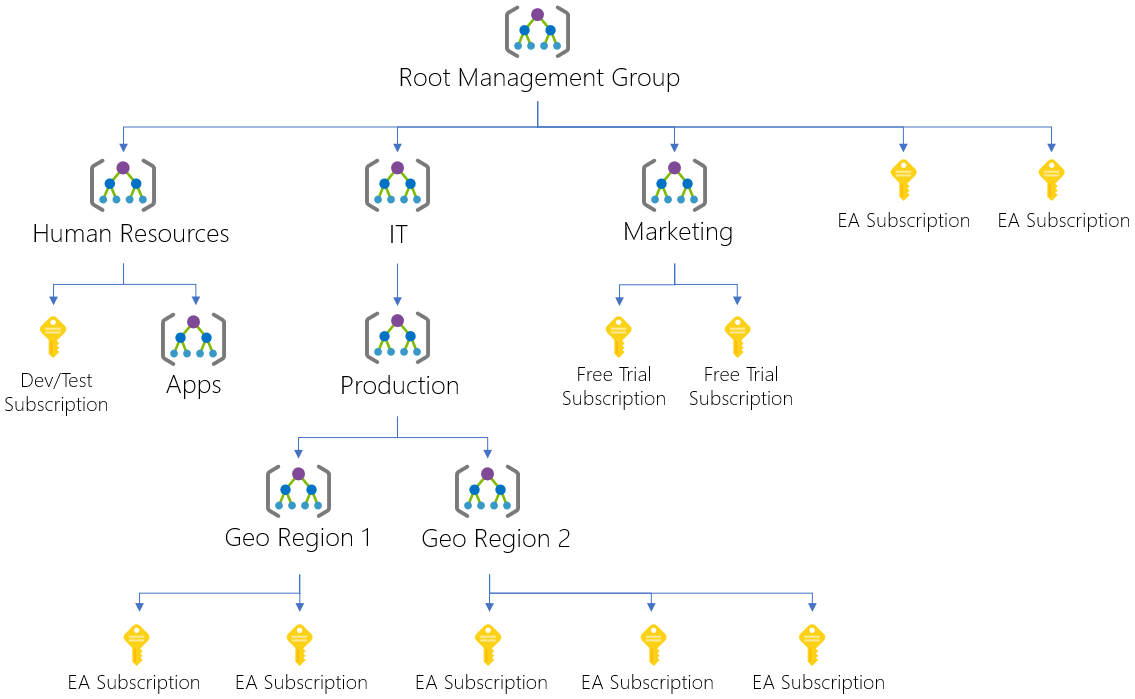 Root Management Group
Human Resources
IT
Marketing
EA Subscription
EA Subscription
Dev/Test
Subscription
Apps
Production
Free Trial
Subscription
Free Trial
Subscription
Geo Region 1
Geo Region 2
EA Subscription
EA Subscription
EA Subscription
EA Subscription
EA Subscription